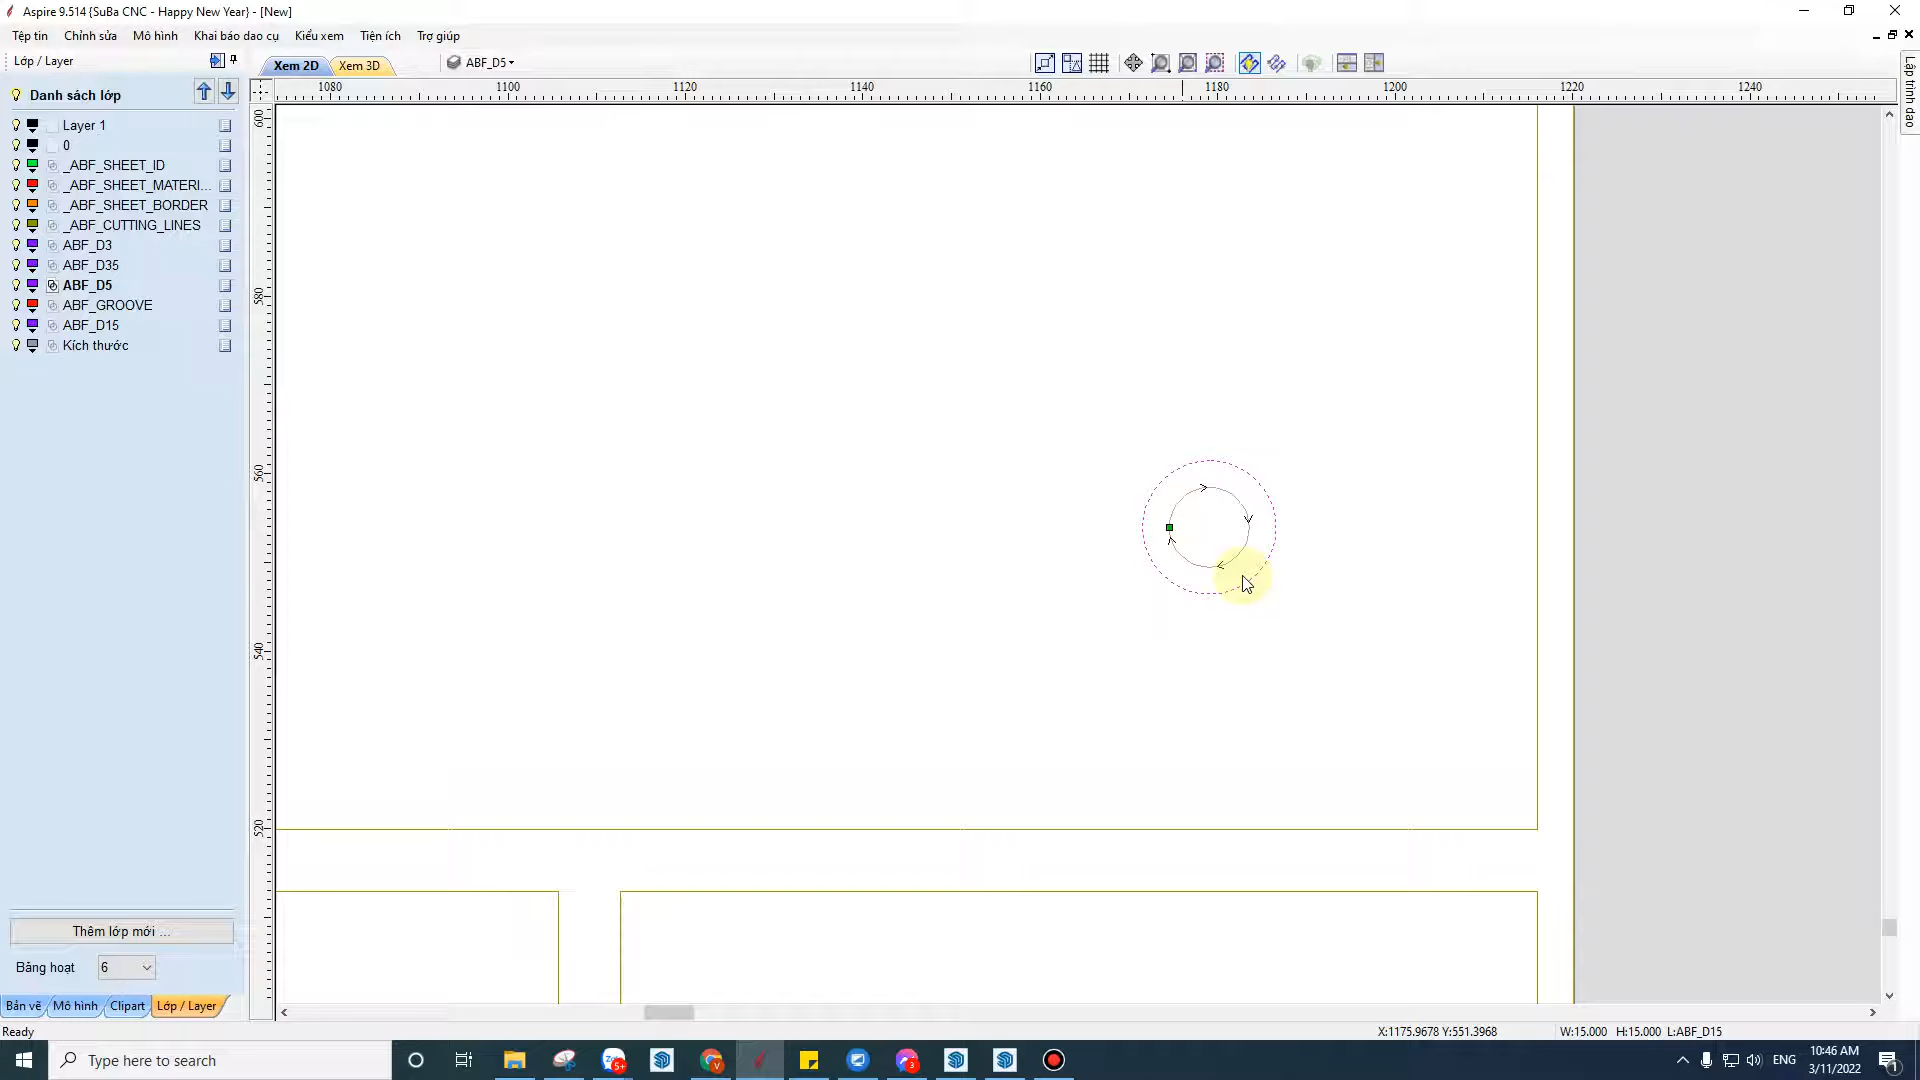 Aspire 9.514 {SuBa CNC - Happy New Year} - [New]
Tệp tin Chỉnh sửa Mô hình Khai báo dao cụ Kiểu xem Tiện ích Trợ giúp
Lớp / Layer
Xem 2D Xem 3D ABF_D5
Lập trình dao
Danh sách lớp
1080 1100 1120 1140 1160 1180 1200 1220 1240
Layer 1
0
_ABF_SHEET_ID
_ABF_SHEET_MATERI...
_ABF_SHEET_BORDER
_ABF_CUTTING_LINES
ABF_D3
ABF_D35
ABF_D5
ABF_GROOVE
ABF_D15
Kích thước
600
580
560
540
520
Thêm lớp mới ...
Bảng hoạt 6
Bản vẽ Mô hình Clipart Lớp / Layer
Ready X:1175.9678 Y:551.3968 W:15.000 H:15.000 L:ABF_D15
Type here to search
5+
3
ENG
10:46 AM
3/11/2022
1